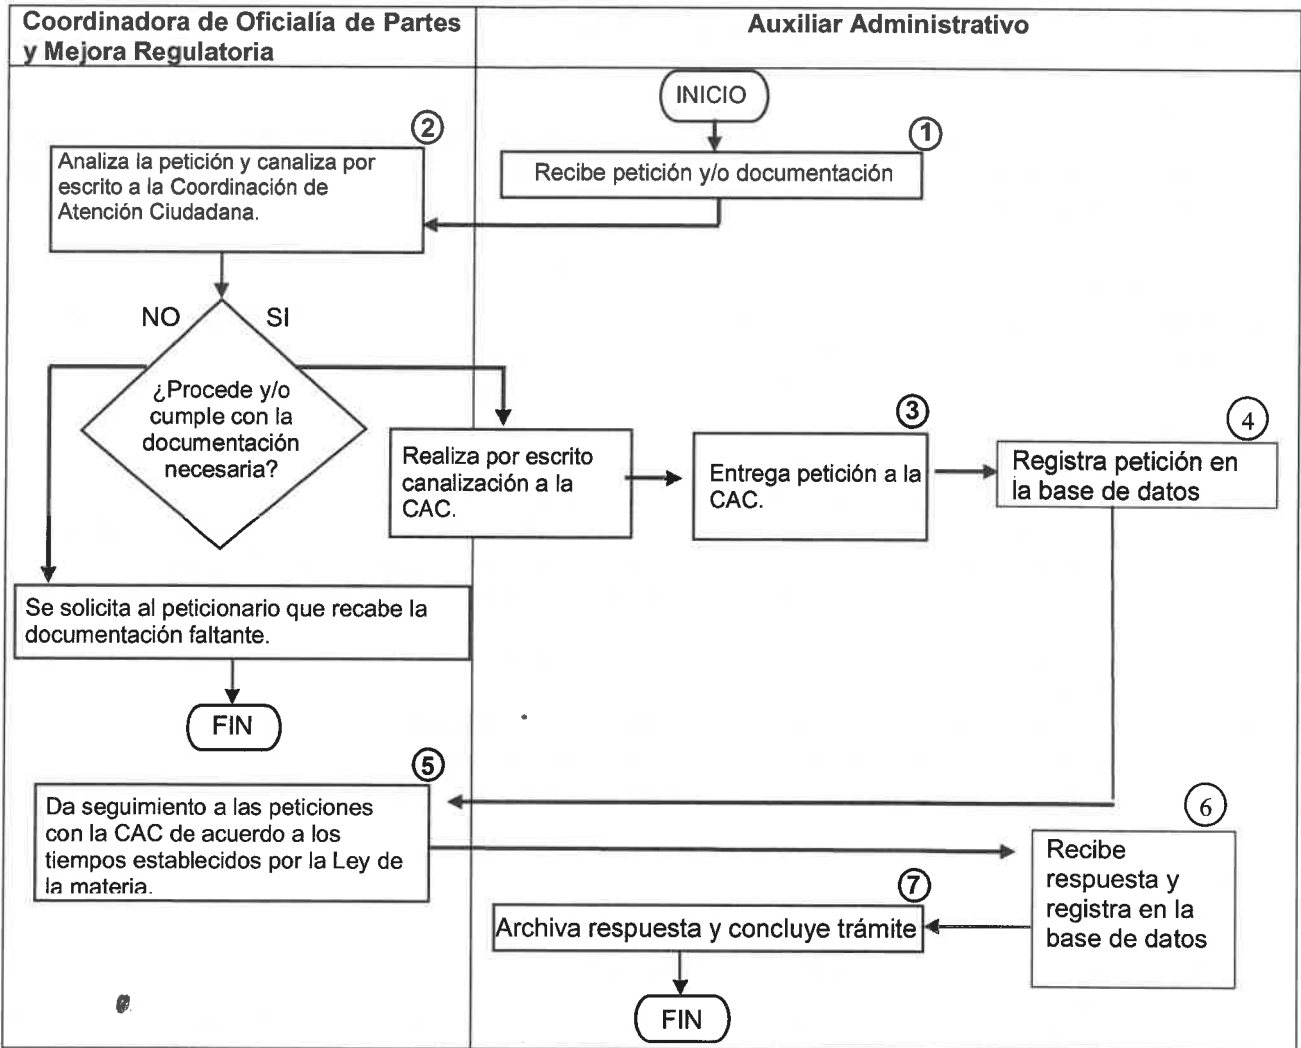 Coordinadora de Oficialía de Partes
y Mejora Regulatoria
Auxiliar Administrativo
INICIO
1
Recibe petición y/o documentación
2
Analiza la petición y canaliza por
escrito a la Coordinación de
Atención Ciudadana.
NO
SI
¿Procede y/o
cumple con la
documentación
necesaria?
Realiza por escrito
canalización a la
CAC.
3
Entrega petición a la
CAC.
4
Registra petición en
la base de datos
Se solicita al peticionario que recabe la
documentación faltante.
FIN
5
Da seguimiento a las peticiones
con la CAC de acuerdo a los
tiempos establecidos por la Ley de
la materia.
6
Recibe
respuesta y
registra en la
base de datos
7
Archiva respuesta y concluye trámite
FIN